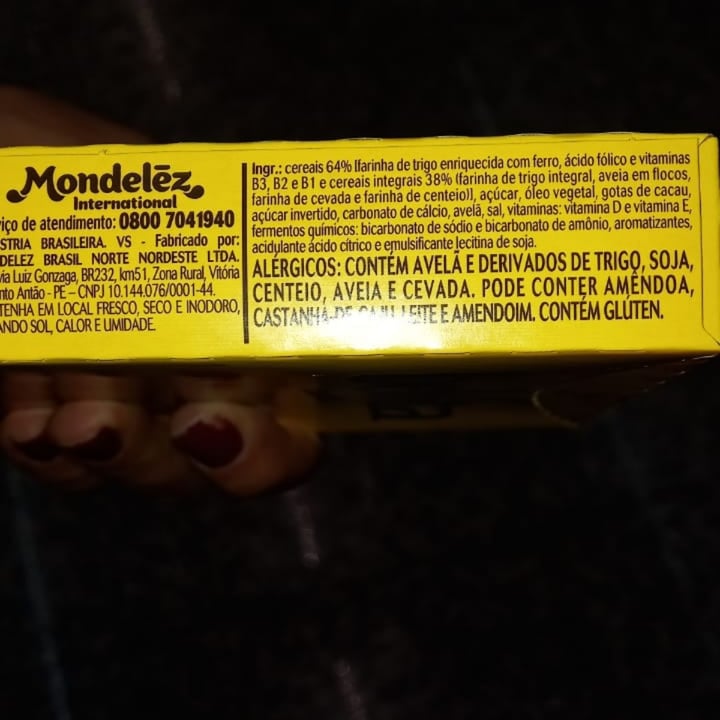 Mondelēz
International
viço de atendimento: 0800 7041940
STRIA BRASILEIRA. VS - Fabricado por:
DELEZ BRASIL NORTE NORDESTE LTDA.
via Luiz Gonzaga, BR232, km51, Zona Rural, Vitória
nto Antão - PE – CNPJ 10.144.076/0001-44.
TENHA EM LOCAL FRESCO, SECO E INODORO,
ANDO SOL, CALOR E UMIDADE.
Ingr.: cereais 64% [farinha de trigo enriquecida com ferro, ácido fólico e vitaminas
B3, B2 e B1 e cereais integrais 38% (farinha de trigo integral, aveia em flocos,
farinha de cevada e farinha de centeio)], açúcar, óleo vegetal, gotas de cacau,
açúcar invertido, carbonato de cálcio, avelã, sal, vitaminas: vitamina D e vitamina E,
fermentos químicos: bicarbonato de sódio e bicarbonato de amônio, aromatizantes,
acidulante ácido cítrico e emulsificante lecitina de soja.
ALÉRGICOS: CONTÉM AVELÃ E DERIVADOS DE TRIGO, SOJA,
CENTEIO, AVEIA E CEVADA. PODE CONTER AMÊNDOA,
CASTANHA-DE-CAJU, LEITE E AMENDOIM. CONTÉM GLÚTEN.